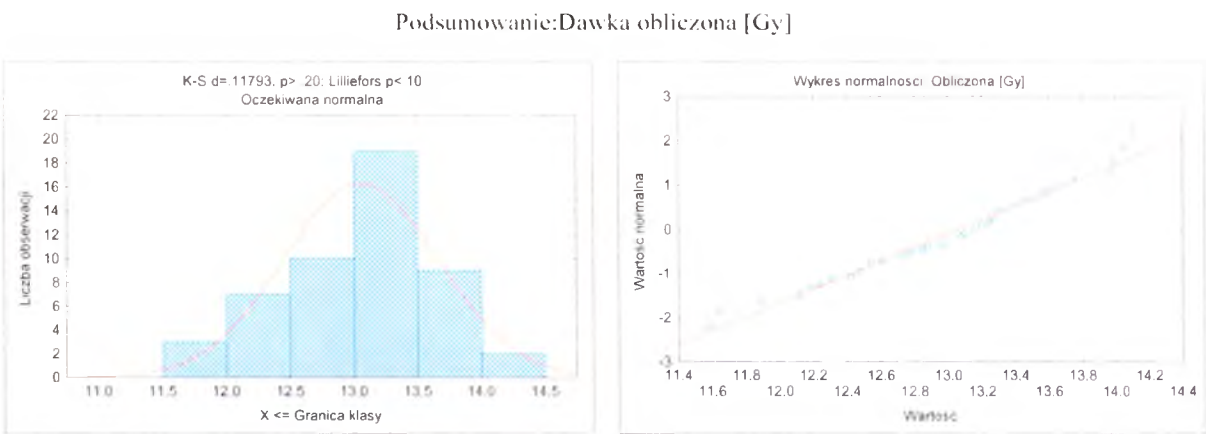 Podsumowanie:Dawka obliczona [Gy]
K-S d=.11793, p> .20; Lilliefors p< .10
Oczekiwana normalna
22
20
18
16
14
12
10
8
6
4
2
0
Liczba obserwacji
11.0 11.5 12.0 12.5 13.0 13.5 14.0 14.5
X <= Granica klasy
Wykres normalności: Obliczona [Gy]
3
2
1
0
-1
-2
-3
Wartość normalna
11.4 11.8 12.2 12.6 13.0 13.4 13.8 14.2
11.6 12.0 12.4 12.8 13.2 13.6 14.0 14.4
Wartość